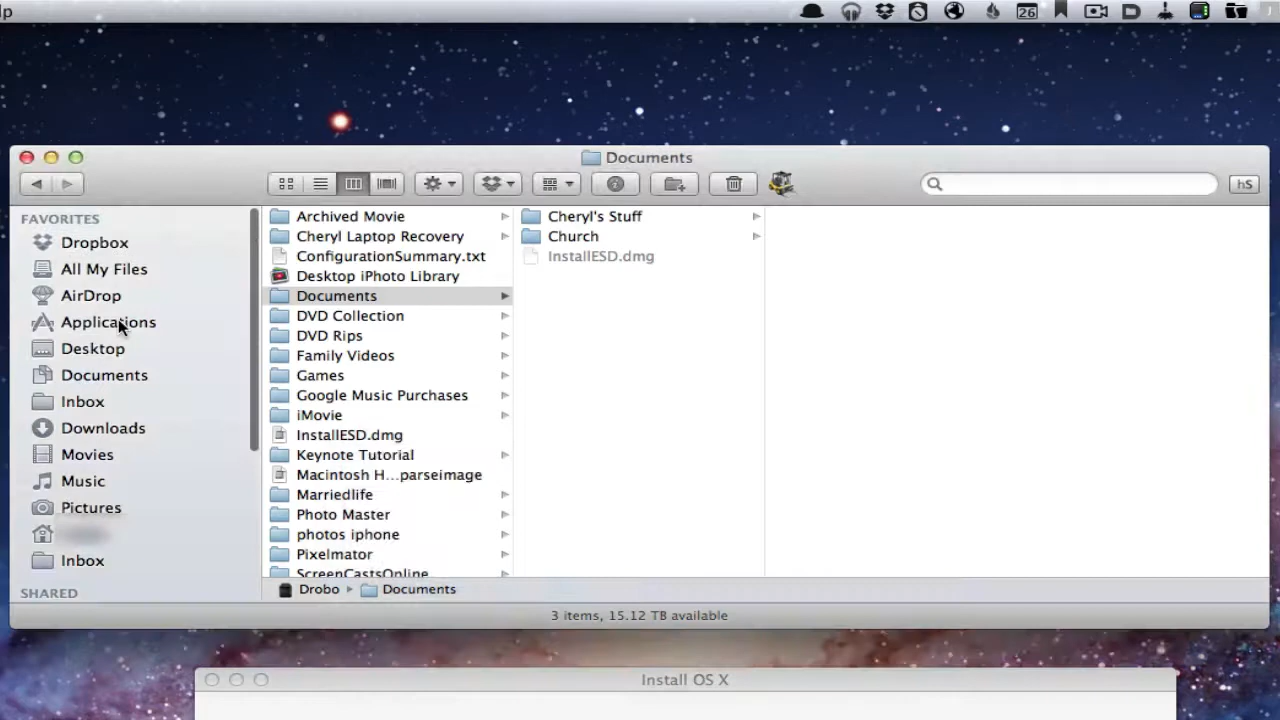 lp
26
Documents
hS
FAVORITES
Dropbox
All My Files
AirDrop
Applications
Desktop
Documents
Inbox
Downloads
Movies
Music
Pictures
Inbox
SHARED
Archived Movie
Cheryl Laptop Recovery
ConfigurationSummary.txt
Desktop iPhoto Library
Documents
DVD Collection
DVD Rips
Family Videos
Games
Google Music Purchases
iMovie
InstallESD.dmg
Keynote Tutorial
Macintosh H...parseimage
Marriedlife
Photo Master
photos iphone
Pixelmator
ScreenCastsOnline
Cheryl's Stuff
Church
InstallESD.dmg
Drobo Documents
3 items, 15.12 TB available
Install OS X